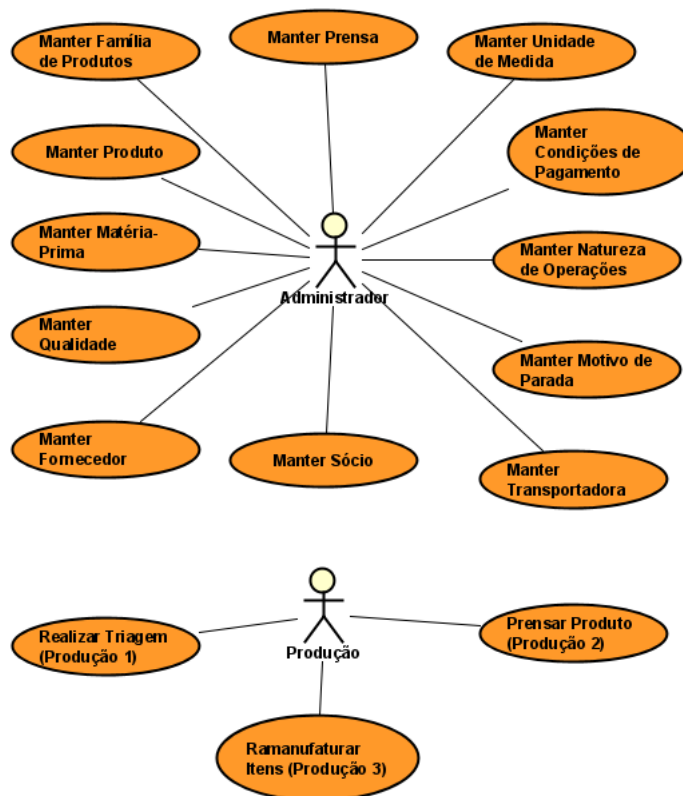 Manter Família
de Produtos
Manter Prensa
Manter Unidade
de Medida
Manter Produto
Manter
Condições de
Pagamento
Manter Matéria-
Prima
Manter Natureza
de Operações
Administrador
Manter
Qualidade
Manter Motivo de
Parada
Manter
Fornecedor
Manter Sócio
Manter
Transportadora
Realizar Triagem
(Produção 1)
Produção
Prensar Produto
(Produção 2)
Ramanufaturar
Itens (Produção 3)